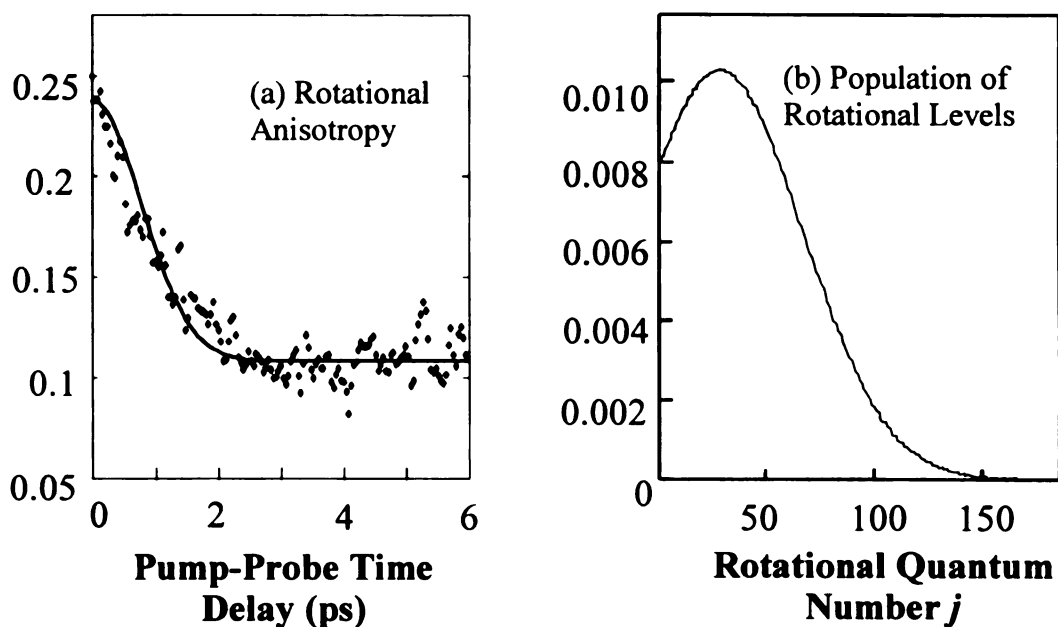 (a) Rotational
Anisotropy
0.25
0.2
0.15
0.1
0.05
0 2 4 6
Pump-Probe Time
Delay (ps)
(b) Population of
Rotational Levels
0.010
0.008
0.006
0.004
0.002
0
50 100 150
Rotational Quantum
Number j